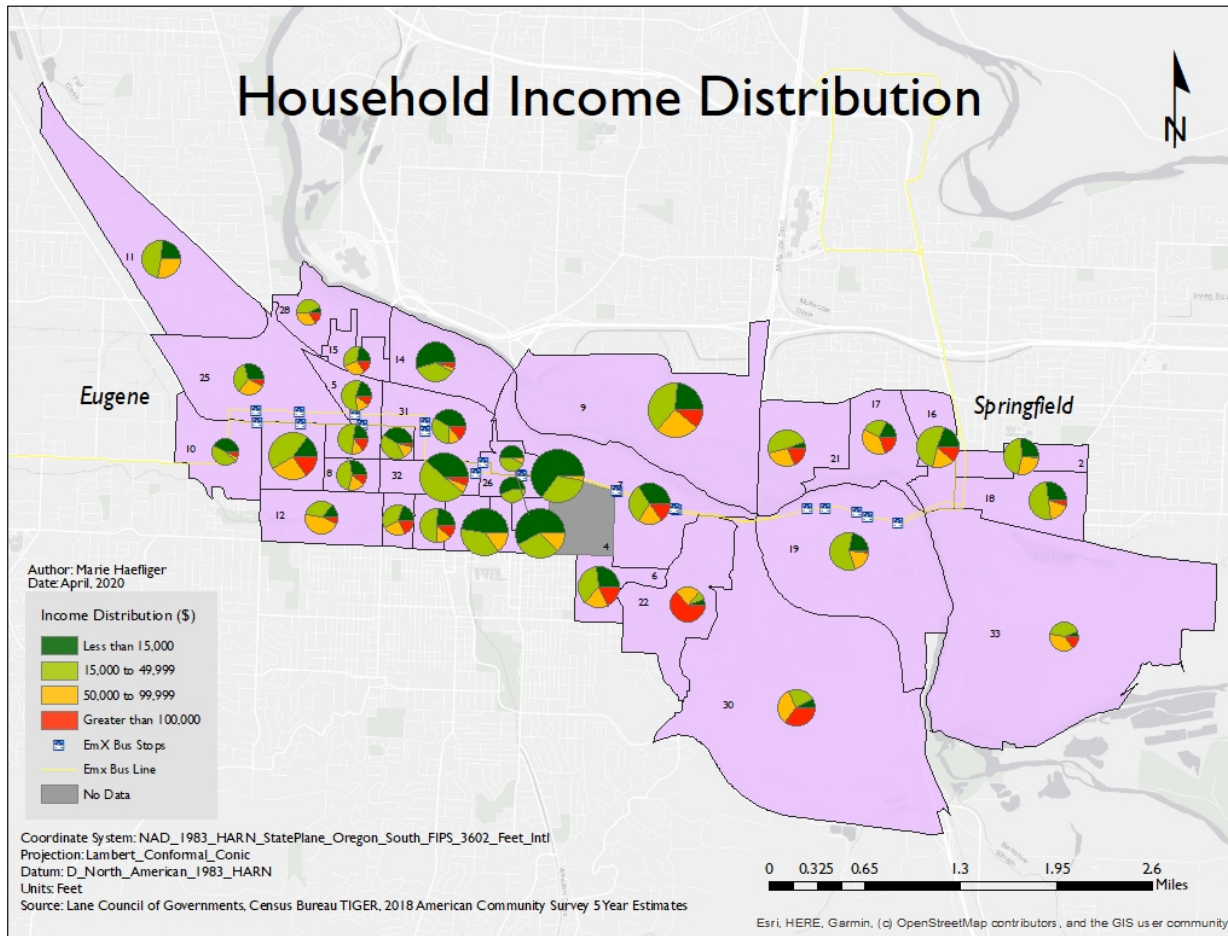 Household Income Distribution
N
Eugene
Springfield
11
28
15
14
25
5
31
9
17
16
21
2
10
8
32
26
18
12
7
4
19
6
22
33
30
Author: Marie Haefliger
Date: April, 2020
Income Distribution ($)
Less than 15,000
15,000 to 49,999
50,000 to 99,999
Greater than 100,000
EmX Bus Stops
Emx Bus Line
No Data
Coordinate System: NAD_1983_HARN_StatePlane_Oregon_South_FIPS_3602_Feet_Intl
Projection: Lambert_Conformal_Conic
Datum: D_North_American_1983_HARN
Units: Feet
Source: Lane Council of Governments, Census Bureau TIGER, 2018 American Community Survey 5 Year Estimates
0 0.325 0.65 1.3 1.95 2.6
Miles
Esri, HERE, Garmin, (c) OpenStreetMap contributors, and the GIS user community